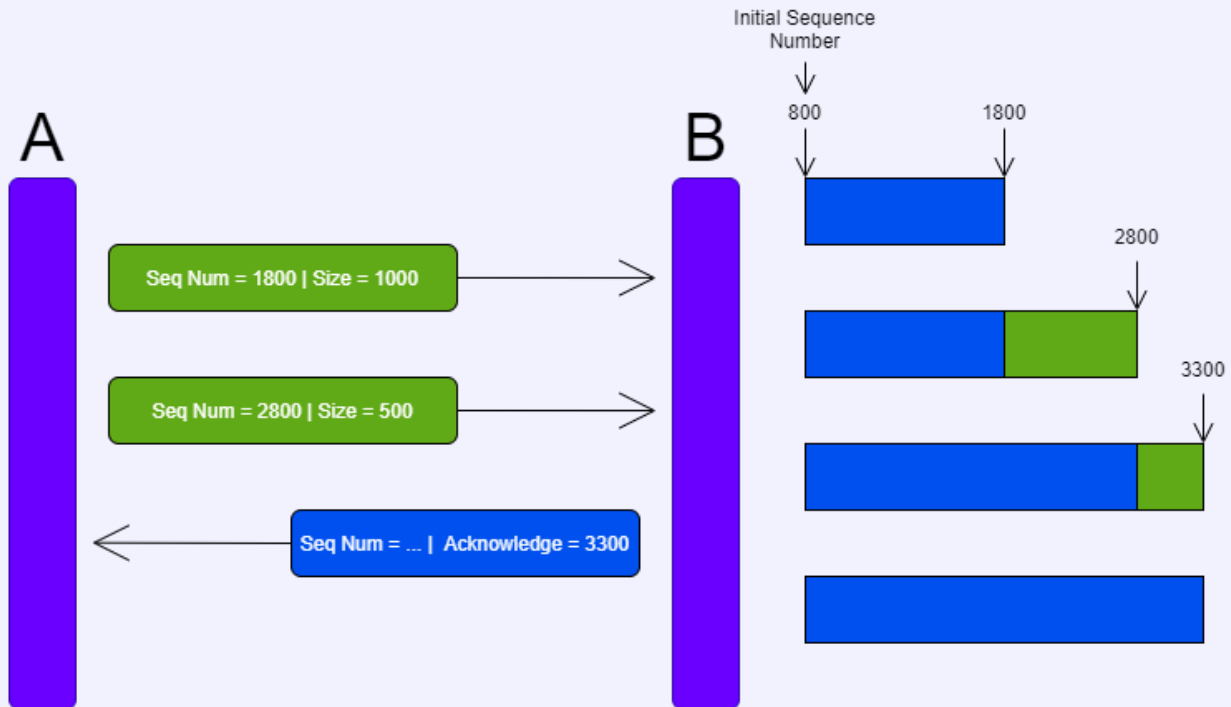 Initial Sequence
Number
800
1800
A
B
2800
Seq Num = 1800 | Size = 1000
3300
Seq Num = 2800 | Size = 500
Seq Num = ... |  Acknowledge = 3300